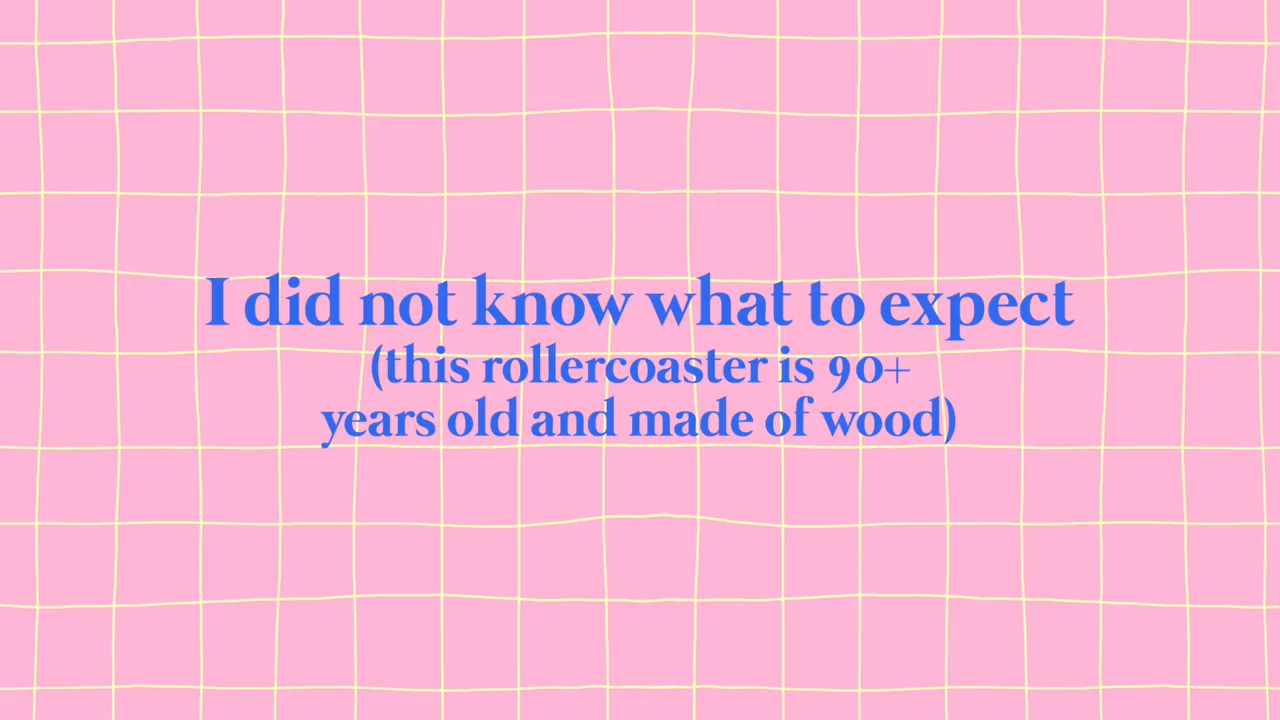 I did not know what to expect
(this rollercoaster is 90+
years old and made of wood)